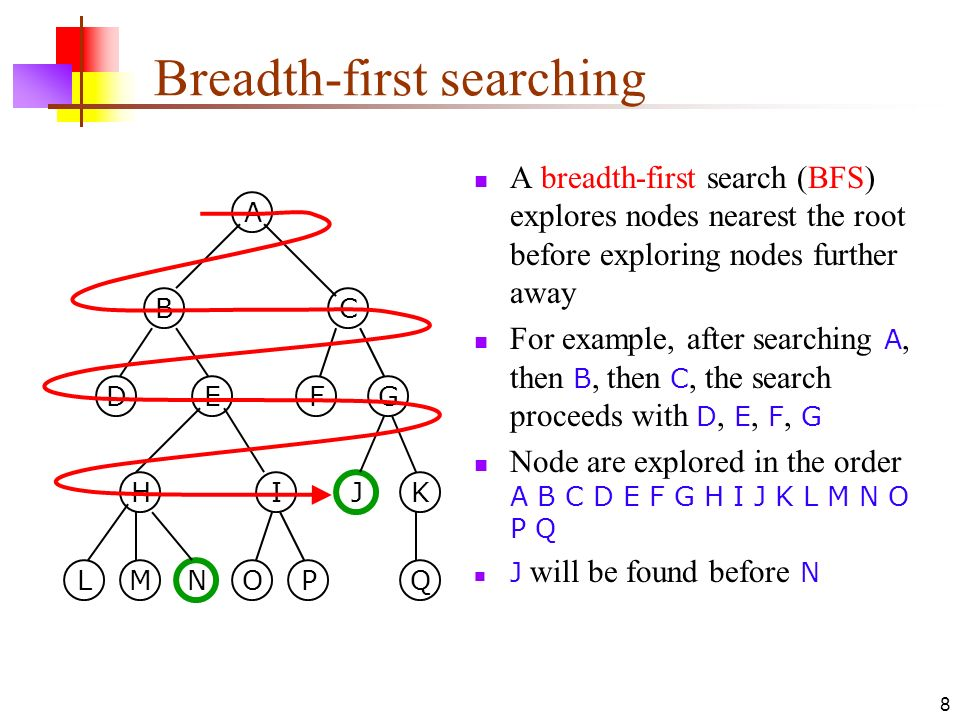 Breadth-first searching
A
B C
D E F G
H I J K
L M N O P Q
A breadth-first search (BFS)
explores nodes nearest the root
before exploring nodes further
away
For example, after searching A,
then B, then C, the search
proceeds with D, E, F, G
Node are explored in the order
A B C D E F G H I J K L M N O
P Q
J will be found before N
8